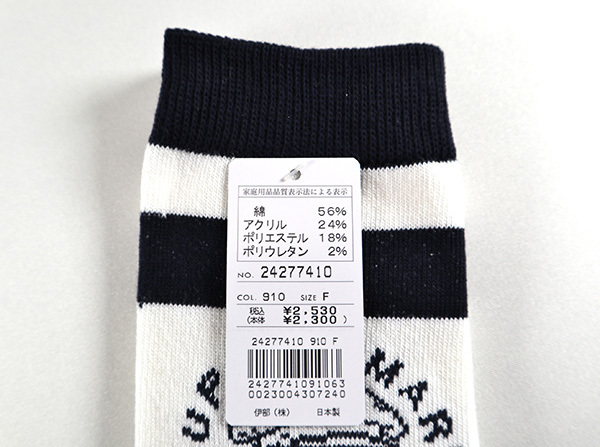 家庭用品品質表示法による表示
綿 56%
アクリル 24%
ポリエステル 18%
ポリウレタン 2%
NO. 24277410
COL. 910 SIZE F
税込 ¥2,530
(本体 ¥2,300)
24277410 910 F
2427741091063
0023004307240
伊部(株) 日本製